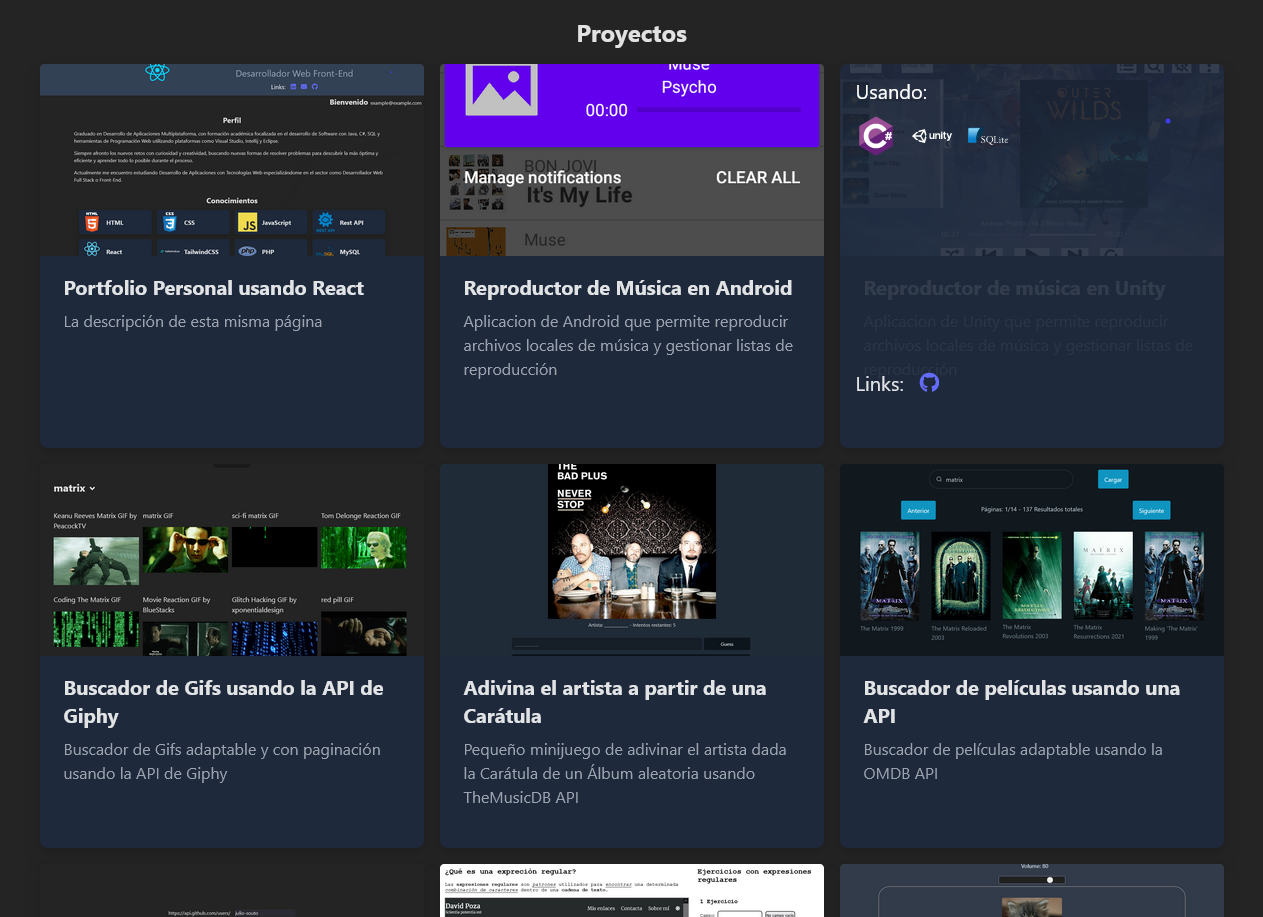 Proyectos
Desarrollador Web Front-End
Links:
Bienvenido example@example.com
Perfil
Graduado en Desarrollo de Aplicaciones Multiplataforma, con formación académica focalizada en el desarrollo de Software con Java, C#, SQL y
herramientas de Programación Web utilizando plataformas como Visual Studio, Intellij y Eclipse.
Siempre afronto los nuevos retos con curiosidad y creatividad, buscando nuevas formas de resolver problemas para descubrir la más óptima y
eficiente y aprender todo lo posible durante el proceso.
Actualmente me encuentro estudiando Desarrollo de Aplicaciones con Tecnologías Web especializándome en el sector como Desarrollador Web
Full Stack o Front-End.
Conocimientos
HTML
CSS
JavaScript
Rest API
React
TailwindCSS
PHP
MySQL
Portfolio Personal usando React
La descripción de esta misma página
Muse
Psycho
00:00
BON JOVI
Manage notifications
CLEAR ALL
It's My Life
Muse
Reproductor de Música en Android
Aplicacion de Android que permite reproducir
archivos locales de música y gestionar listas de
reproducción
Usando:
OUTER
WILDS
C#
unity
SQLite
Reproductor de música en Unity
Aplicacion de Unity que permite reproducir
archivos locales de música y gestionar listas de
reproducción
Links:
matrix
Keanu Reeves Matrix GIF by
PeacockTV
matrix GIF
sci-fi matrix GIF
Tom Delonge Reaction GIF
Coding The Matrix GIF
Movie Reaction GIF by
BlueStacks
Glitch Hacking GIF by
xponentialdesign
red pill GIF
Buscador de Gifs usando la API de
Giphy
Buscador de Gifs adaptable y con paginación
usando la API de Giphy
THE
BAD PLUS
NEVER
STOP
Artista: __________ - Intentos restantes: 5
Guess
Adivina el artista a partir de una
Carátula
Pequeño minijuego de adivinar el artista dada
la Carátula de un Álbum aleatoria usando
TheMusicDB API
matrix
Cargar
Anterior
Páginas: 1/14 - 137 Resultados totales
Siguiente
The Matrix 1999
The Matrix Reloaded
2003
The Matrix
Revolutions 2003
The Matrix
Resurrections 2021
Making 'The Matrix'
1999
Buscador de películas usando una
API
Buscador de películas adaptable usando la
OMDB API
https://api.github.com/users/ julio-souto
¿Qué es una expreción regular?
Las expresiones regulares son patrones utilizados para encontrar una determinada
combinación de caracteres dentro de una cadena de texto.
David Poza
Mis enlaces Contacta Sobre mí
Ejercicios con expresiones
regulares
1 Ejercicio
Volume: 80